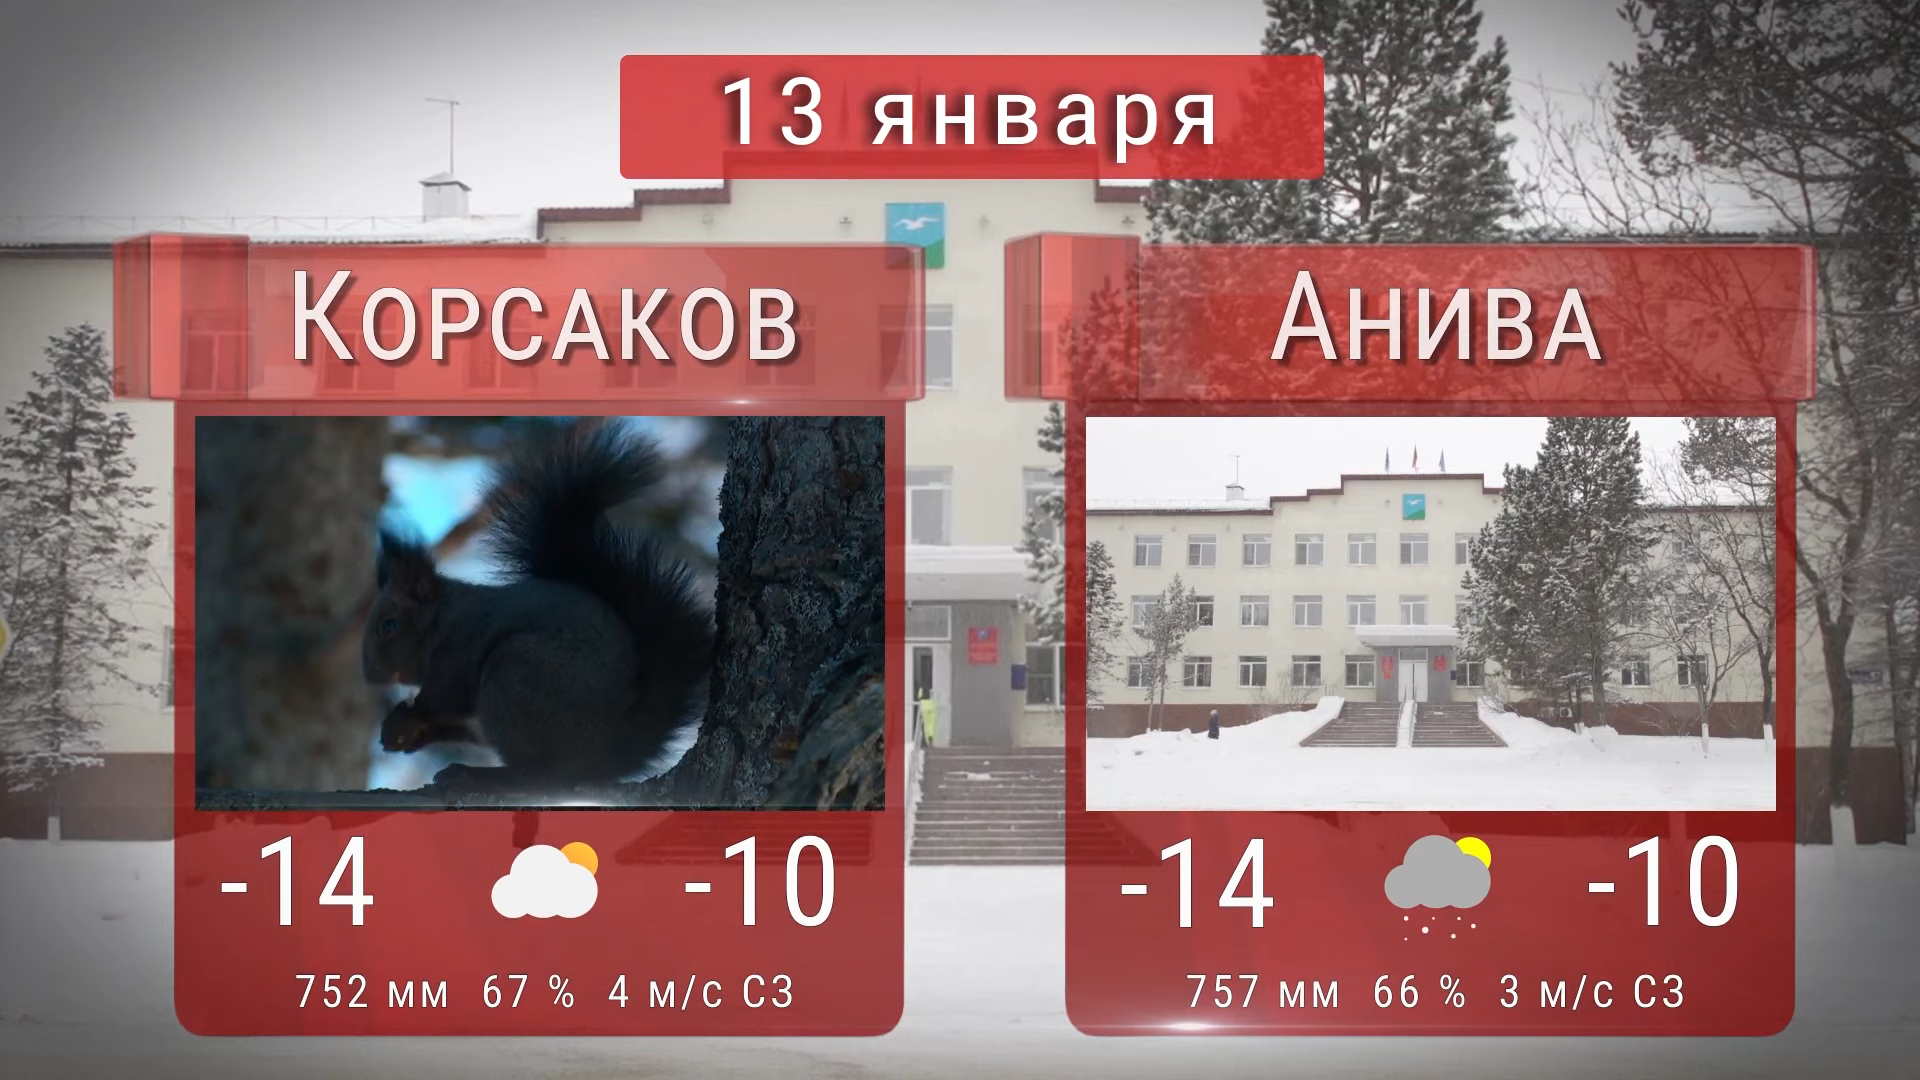 13 января
Корсаков
-14 -10
752 мм 67 % 4 м/с СЗ
Анива
-14 -10
757 мм 66 % 3 м/с СЗ